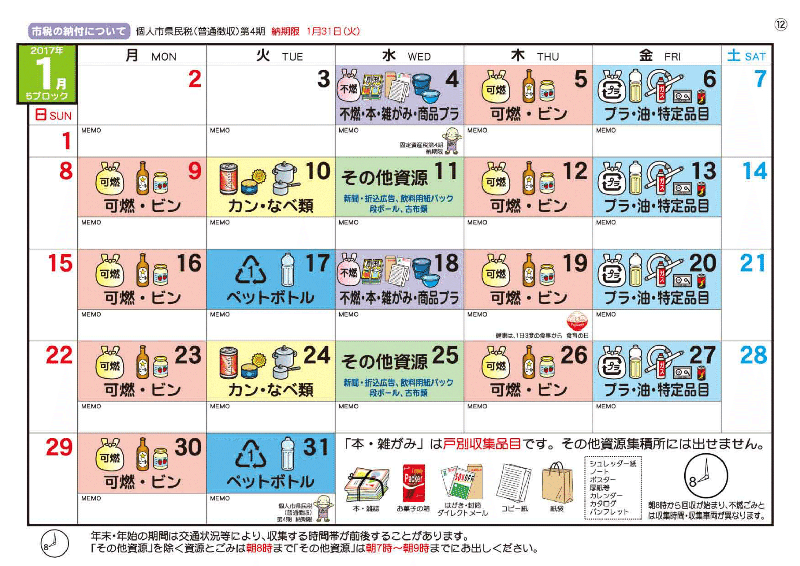 市税の納付について 個人市県民税(普通徴収)第4期 納期限 1月31日(火)
⑫
2017年
1月
5ブロック
月 MON 火 TUE 水 WED 木 THU 金 FRI 土 SAT
日 SUN
1
MEMO
2
MEMO
3
不燃 4
不燃・本・雑がみ・商品プラ
MEMO
固定資産税第4期
納期限
可燃 5
可燃・ビン
MEMO
プラ ガス 6
プラ・油・特定品目
MEMO
7
8
可燃 9
可燃・ビン
MEMO
10
カン・なべ類
MEMO
その他資源 11
新聞・折込広告、飲料用紙パック
段ボール、古布類
MEMO
可燃 12
可燃・ビン
MEMO
プラ ガス 13
プラ・油・特定品目
MEMO
14
15
可燃 16
可燃・ビン
MEMO
1 17
ペットボトル
MEMO
不燃 18
不燃・本・雑がみ・商品プラ
MEMO
可燃 19
可燃・ビン
MEMO
健康は、1日3食の食事から 食育の日
プラ ガス 20
プラ・油・特定品目
MEMO
21
22
可燃 23
可燃・ビン
MEMO
24
カン・なべ類
MEMO
その他資源 25
新聞・折込広告、飲料用紙パック
段ボール、古布類
MEMO
可燃 26
可燃・ビン
MEMO
プラ ガス 27
プラ・油・特定品目
MEMO
28
29
可燃 30
可燃・ビン
MEMO
1 31
ペットボトル
MEMO
個人市県民税
(普通徴収)
第4期 納期限
「本・雑がみ」は戸別収集品目です。その他資源集積所には出せません。
本・雑誌
お菓子の箱
はがき・封筒
ダイレクトメール
コピー紙
紙袋
シュレッダー紙
ノート
ポスター
厚紙等
カレンダー
カタログ
パンフレット
8
朝8時から回収が始まり、不燃ごみと
は収集時間・収集車両が異なります。
8
年末・年始の期間は交通状況等により、収集する時間帯が前後することがあります。
「その他資源」を除く資源とごみは朝8時まで「その他資源」は朝7時〜朝9時までにお出しください。